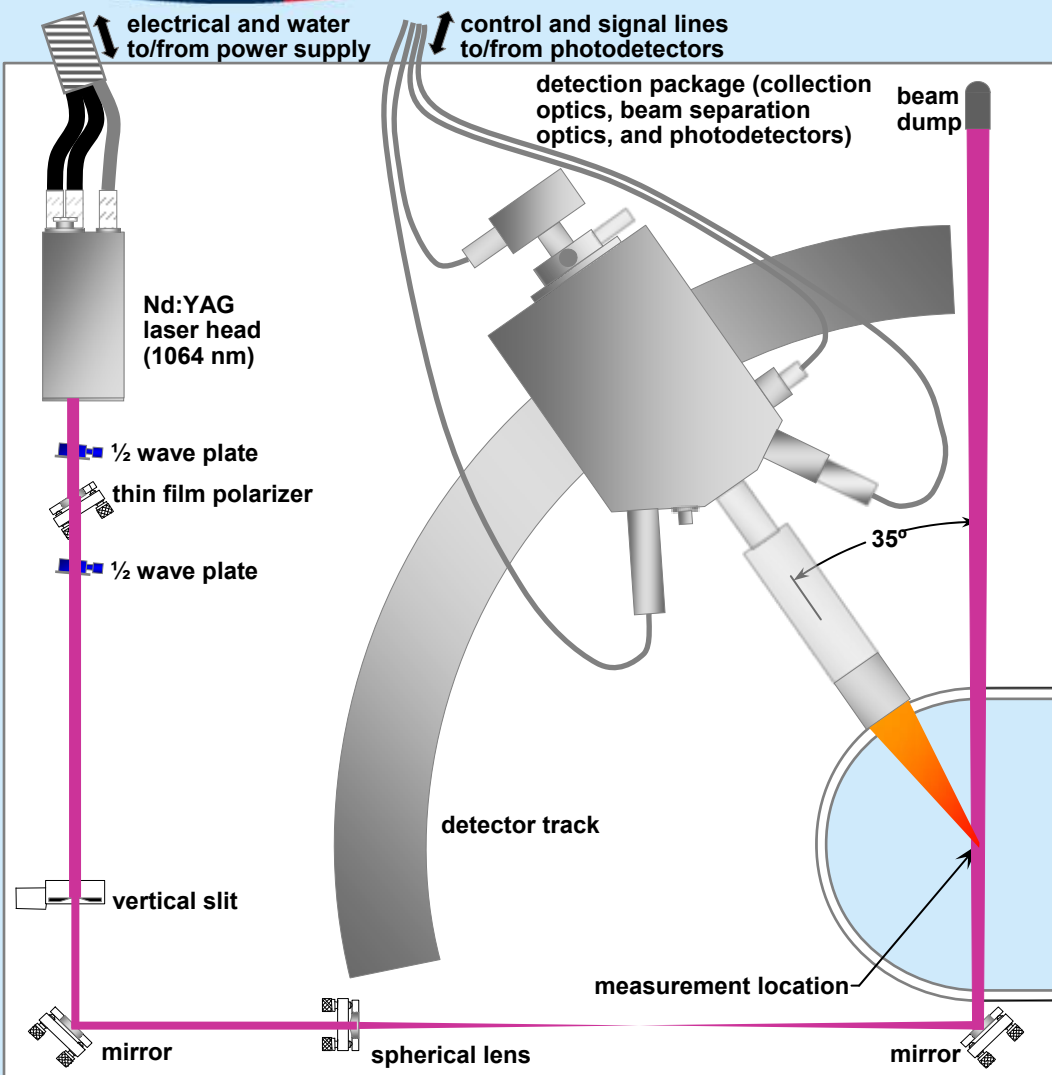 electrical and water
to/from power supply
control and signal lines
to/from photodetectors
detection package (collection
optics, beam separation
optics, and photodetectors)
beam
dump
Nd:YAG
laser head
(1064 nm)
½ wave plate
thin film polarizer
½ wave plate
35º
detector track
vertical slit
measurement location
mirror
spherical lens
mirror